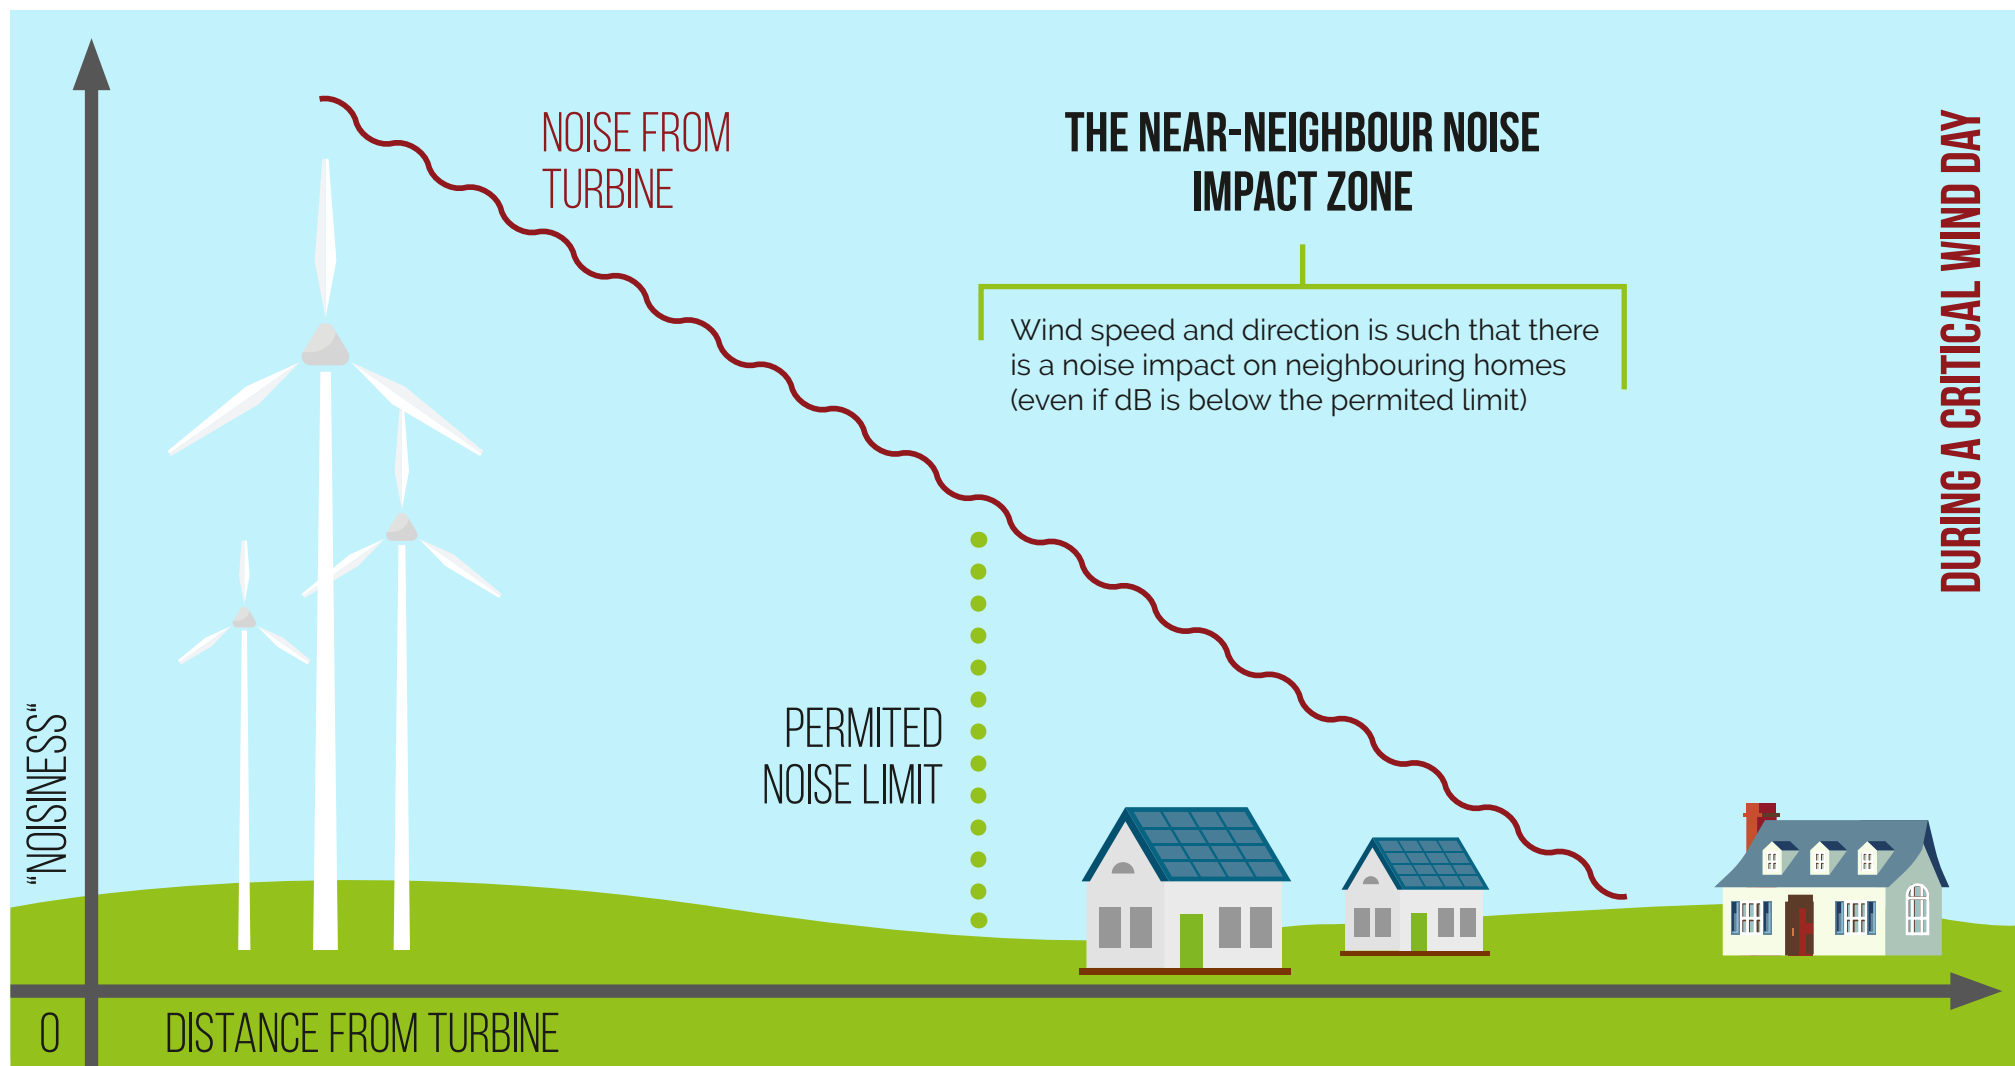 NOISE FROM
TURBINE
THE NEAR-NEIGHBOUR NOISE
IMPACT ZONE
Wind speed and direction is such that there
is a noise impact on neighbouring homes
(even if dB is below the permited limit)
DURING A CRITICAL WIND DAY
PERMITED
NOISE LIMIT
“NOISINESS“
0
DISTANCE FROM TURBINE